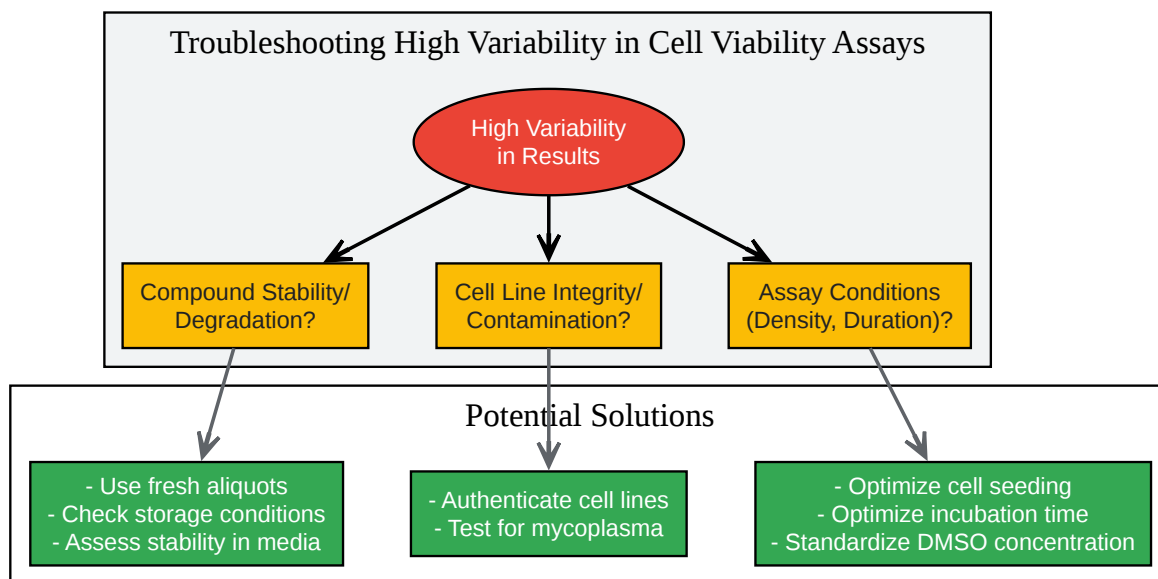 Troubleshooting High Variability in Cell Viability Assays
High Variability
in Results
Compound Stability/
Degradation?
Cell Line Integrity/
Contamination?
Assay Conditions
(Density, Duration)?
Potential Solutions
- Use fresh aliquots
- Check storage conditions
- Assess stability in media
- Authenticate cell lines
- Test for mycoplasma
- Optimize cell seeding
- Optimize incubation time
- Standardize DMSO concentration